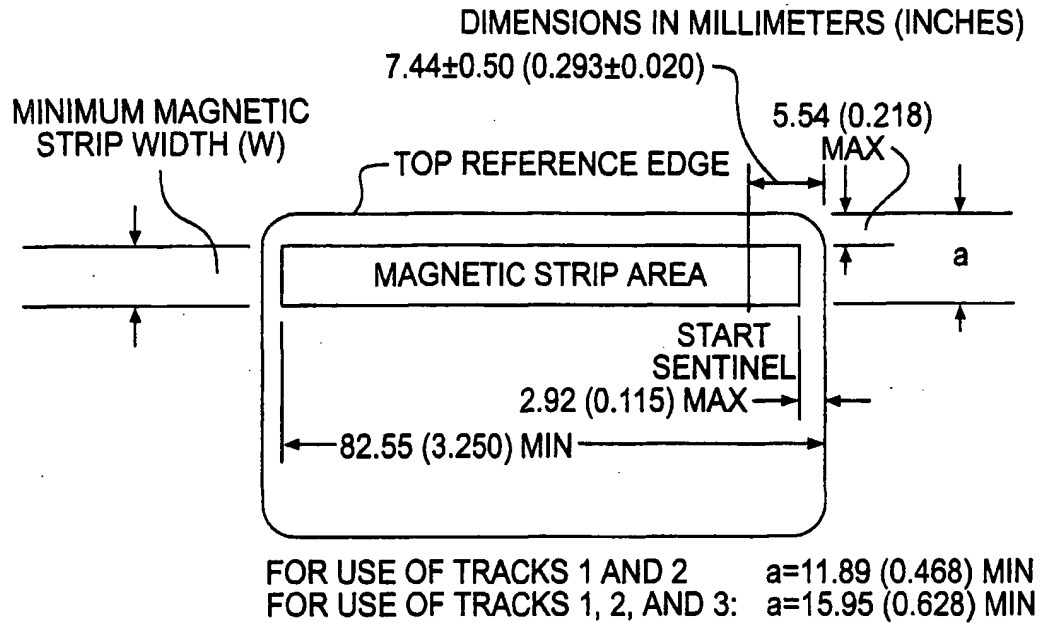 DIMENSIONS IN MILLIMETERS (INCHES)
7.44±0.50 (0.293±0.020)
MINIMUM MAGNETIC
STRIP WIDTH (W)
5.54 (0.218)
MAX
TOP REFERENCE EDGE
MAGNETIC STRIP AREA
a
START
SENTINEL
2.92 (0.115) MAX
82.55 (3.250) MIN
FOR USE OF TRACKS 1 AND 2 a=11.89 (0.468) MIN
FOR USE OF TRACKS 1, 2, AND 3: a=15.95 (0.628) MIN